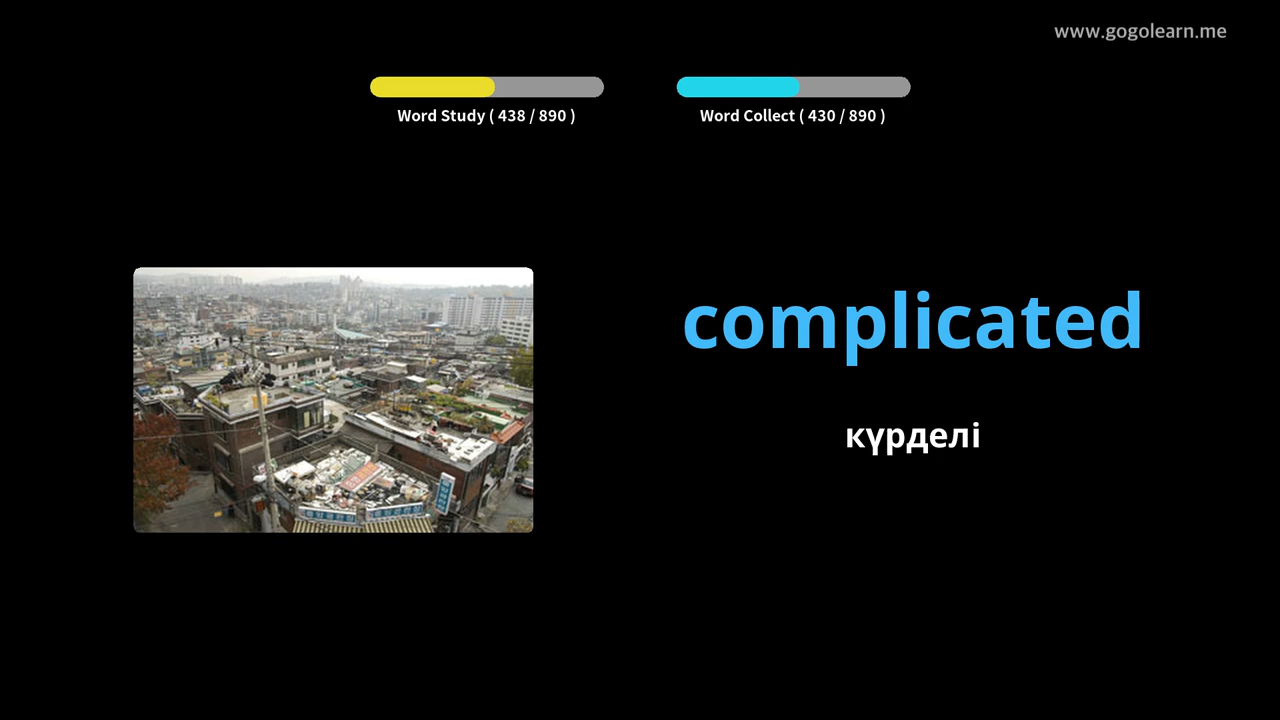 www.gogolearn.me
Word Study ( 438 / 890 )
Word Collect ( 430 / 890 )
complicated
күрделі